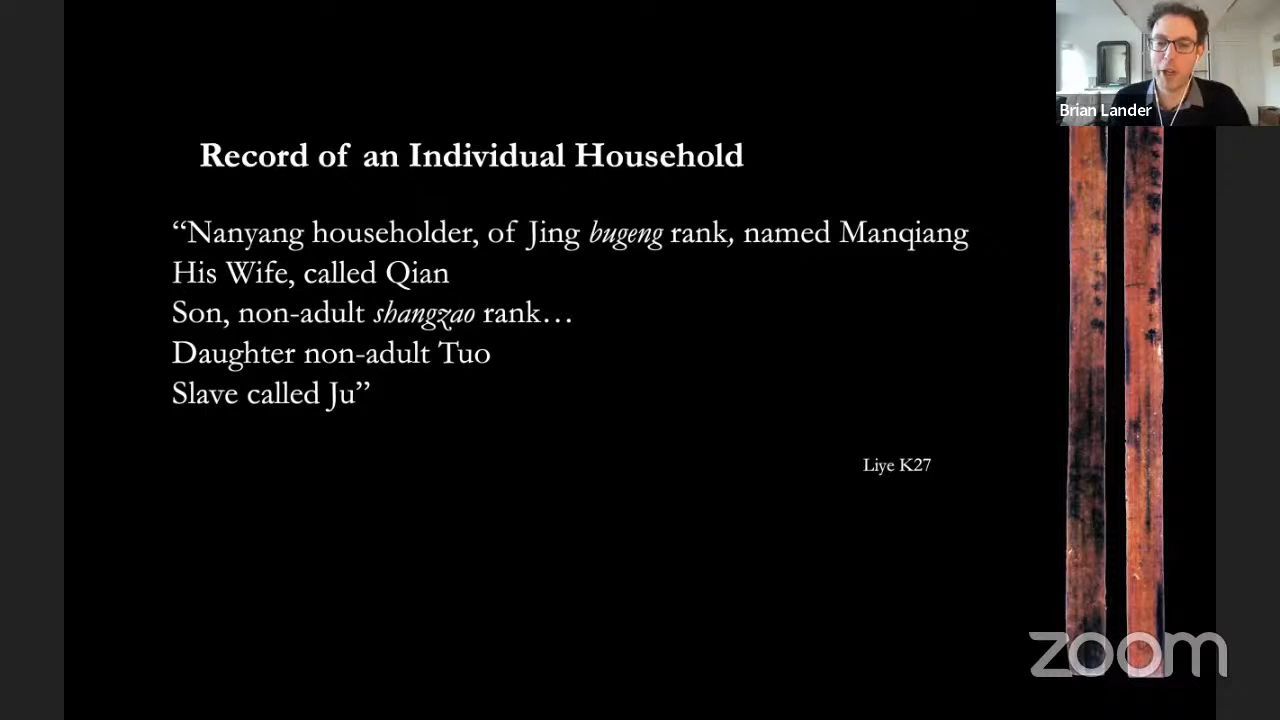 Brian Lander
Record of an Individual Household
“Nanyang householder, of Jing bugeng rank, named Manqiang
His Wife, called Qian
Son, non-adult shangzao rank…
Daughter non-adult Tuo
Slave called Ju”
Liye K27
zoom